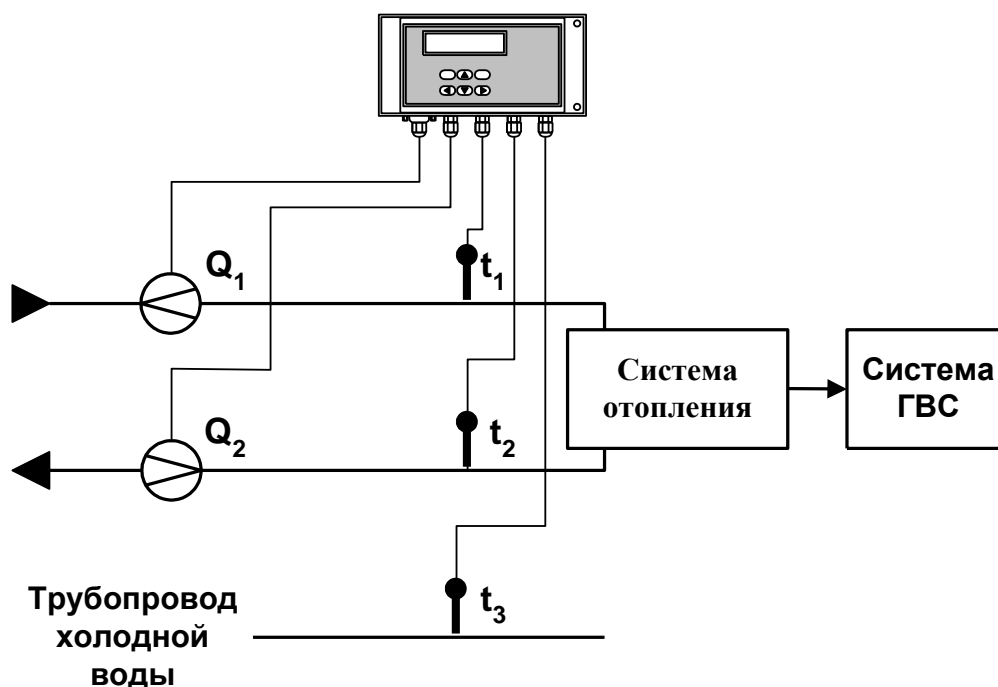 Q1
t1
Система
отопления
Система
ГВС
Q2
t2
t3
Трубопровод
холодной
воды